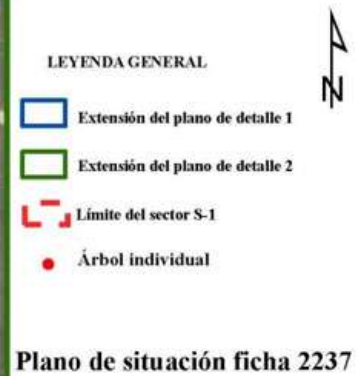 N
LEYENDA GENERAL
Extensión del plano de detalle 1
Extensión del plano de detalle 2
Límite del sector S-1
Árbol individual
Plano de situación ficha 2237